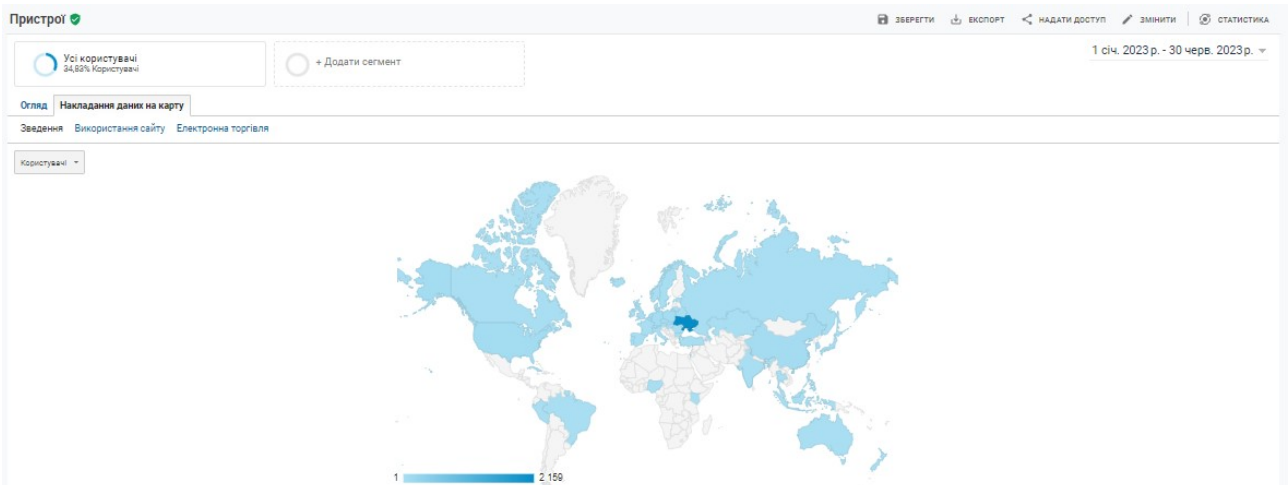 Пристрої
ЗБЕРЕГТИ ЕКСПОРТ НАДАТИ ДОСТУП ЗМІНИТИ СТАТИСТИКА
Усі користувачі
34,83% Користувачі
+ Додати сегмент
1 січ. 2023 р. - 30 черв. 2023 р.
Огляд Накладання даних на карту
Зведення Використання сайту Електронна торгівля
Користувачі
1 2 159